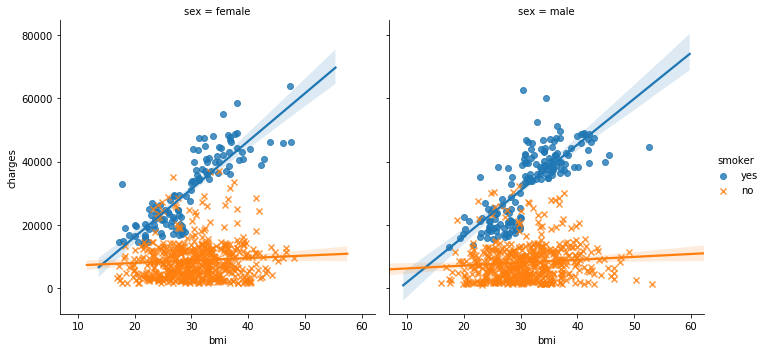 sex = female
sex = male
80000
60000
40000
20000
0
charges
10 20 30 40 50 60
bmi
10 20 30 40 50 60
bmi
smoker
yes
no